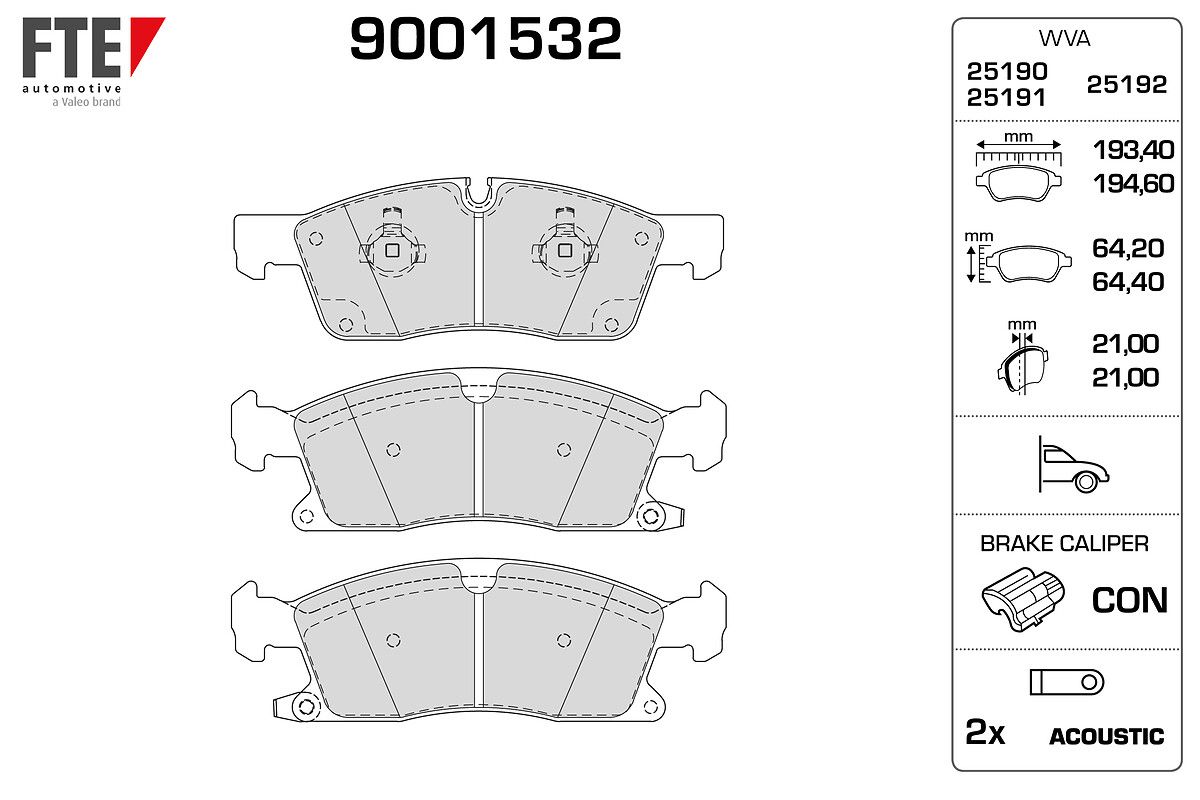 FTE
automotive
a Valeo brand
9001532
WVA
25190
25191
25192
mm
193,40
194,60
mm
64,20
64,40
mm
21,00
21,00
BRAKE CALIPER
CON
2x
ACOUSTIC